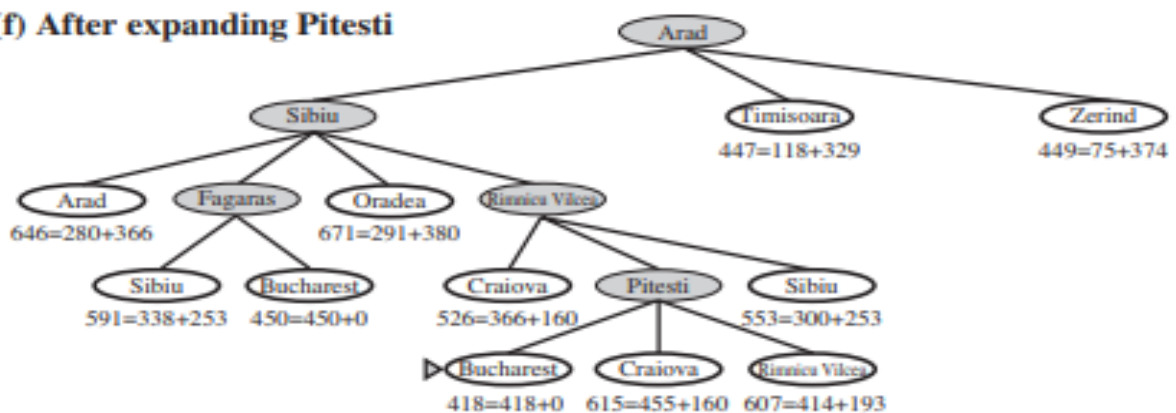 (f) After expanding Pitesti
Arad
Sibiu
Timisoara
Zerind
447=118+329
449=75+374
Arad
Fagaras
Oradea
Rimnicu Vilcea
646=280+366
671=291+380
Sibiu
Bucharest
Craiova
Pitesti
Sibiu
591=338+253
450=450+0
526=366+160
553=300+253
Bucharest
Craiova
Rimnicu Vilcea
418=418+0
615=455+160
607=414+193